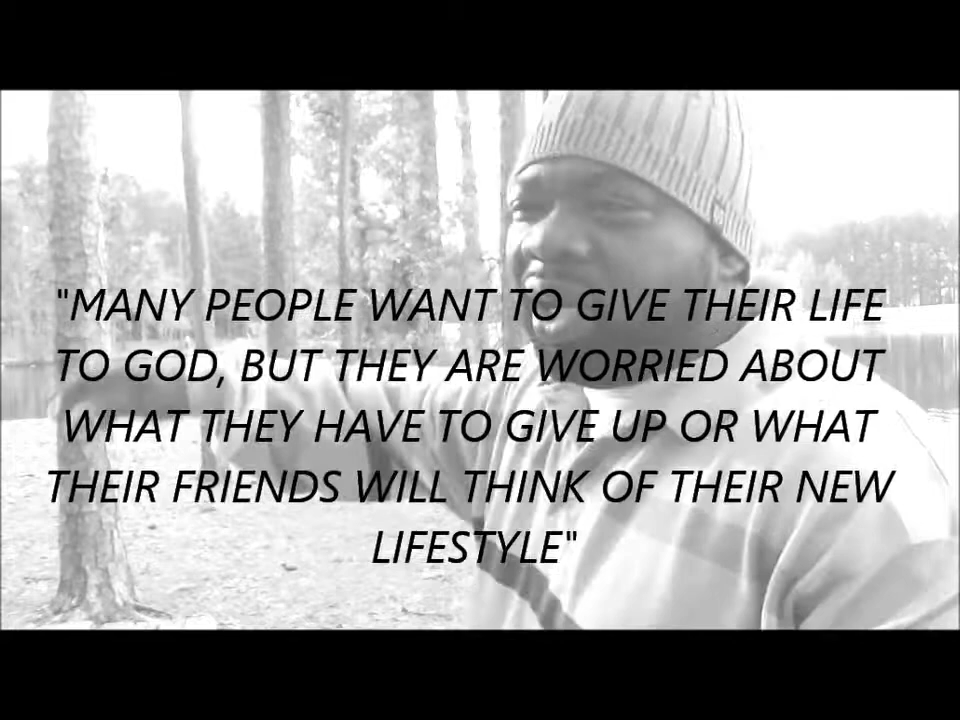 "MANY PEOPLE WANT TO GIVE THEIR LIFE
TO GOD, BUT THEY ARE WORRIED ABOUT
WHAT THEY HAVE TO GIVE UP OR WHAT
THEIR FRIENDS WILL THINK OF THEIR NEW
LIFESTYLE"